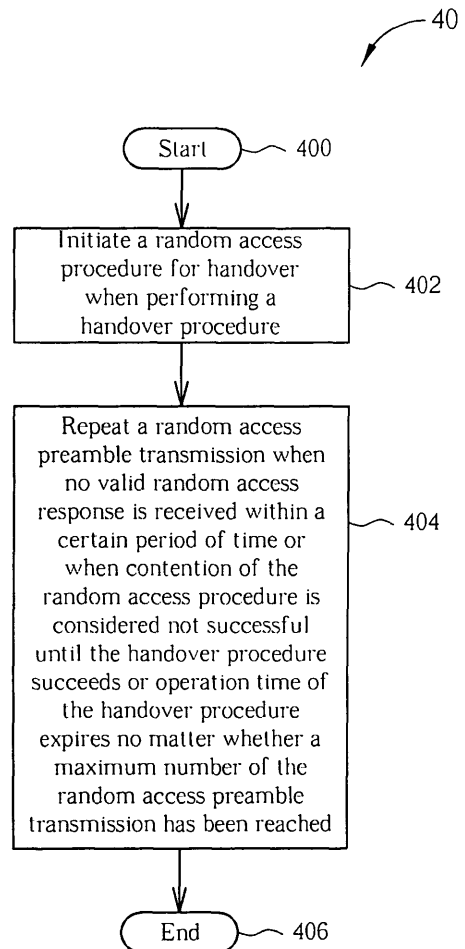 40
Start
400
Initiate a random access
procedure for handover
when performing a
handover procedure
402
Repeat a random access
preamble transmission when
no valid random access
response is received within a
certain period of time or
when contention of the
random access procedure is
considered not successful
until the handover procedure
succeeds or operation time of
the handover procedure
expires no matter whether a
maximum number of the
random access preamble
transmission has been reached
404
End
406